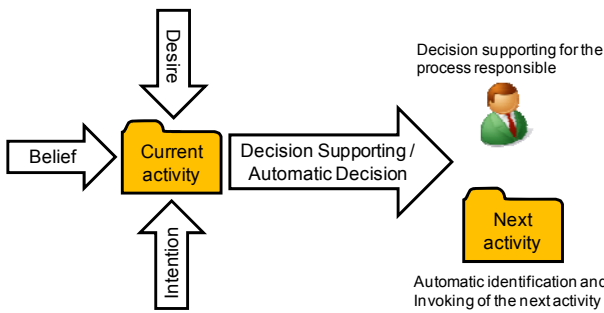 Desire
Belief
Current
activity
Intention
Decision Supporting /
Automatic Decision
Decision supporting for the
process responsible
Next
activity
Automatic identification and
Invoking of the next activity